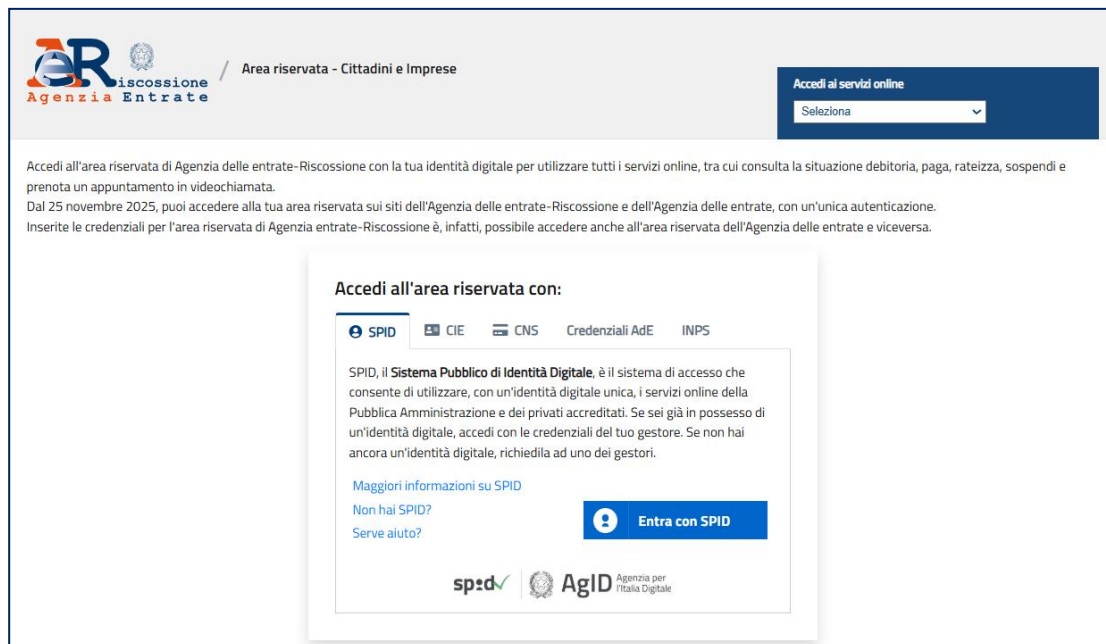 AeR iscossione
Agenzia Entrate
/ Area riservata - Cittadini e Imprese
Accedi ai servizi online
Seleziona
Accedi all'area riservata di Agenzia delle entrate-Riscossione con la tua identità digitale per utilizzare tutti i servizi online, tra cui consulta la situazione debitoria, paga, rateizza, sospendi e
prenota un appuntamento in videochiamata.
Dal 25 novembre 2025, puoi accedere alla tua area riservata sui siti dell'Agenzia delle entrate-Riscossione e dell'Agenzia delle entrate, con un'unica autenticazione.
Inserite le credenziali per l'area riservata di Agenzia entrate-Riscossione è, infatti, possibile accedere anche all'area riservata dell'Agenzia delle entrate e viceversa.
Accedi all'area riservata con:
SPID CIE CNS Credenziali AdE INPS
SPID, il Sistema Pubblico di Identità Digitale, è il sistema di accesso che
consente di utilizzare, con un'identità digitale unica, i servizi online della
Pubblica Amministrazione e dei privati accreditati. Se sei già in possesso di
un'identità digitale, accedi con le credenziali del tuo gestore. Se non hai
ancora un'identità digitale, richiedila ad uno dei gestori.
Maggiori informazioni su SPID
Non hai SPID?
Serve aiuto?
Entra con SPID
spid
AgID Agenzia per
l'Italia Digitale